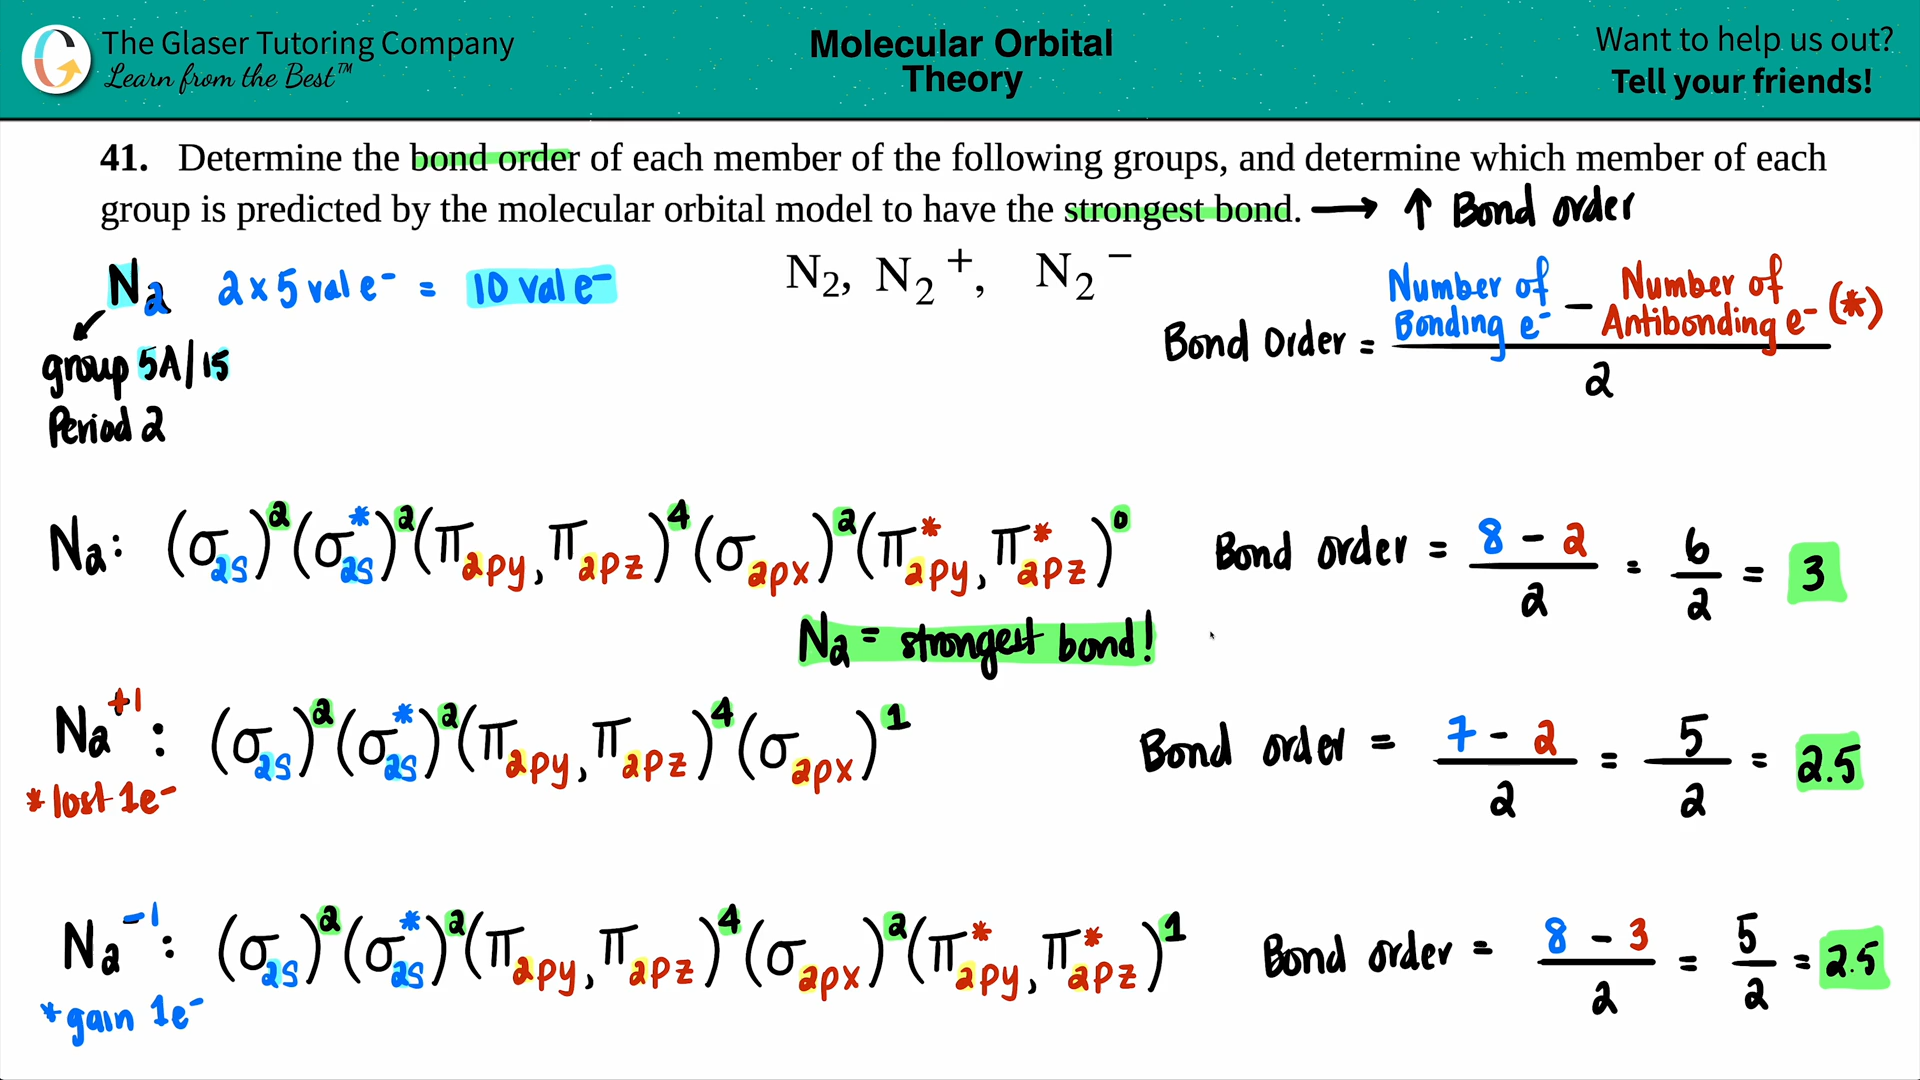 The Glaser Tutoring Company
Learn from the Best™
Molecular Orbital
Theory
Want to help us out?
Tell your friends!
41. Determine the bond order of each member of the following groups, and determine which member of each
group is predicted by the molecular orbital model to have the strongest bond. → ↑ Bond order
N₂, N₂⁺, N₂⁻
N₂ 2 x 5 val e⁻ = 10 val e⁻
group 5A/15
Period 2
Bond Order = (Number of Bonding e⁻ − Number of Antibonding e⁻ (*)) / 2
N₂: (σ2s)² (σ*2s)² (π2py, π2pz)⁴ (σ2px)² (π*2py, π*2pz)⁰ Bond order = (8 - 2)/2 = 6/2 = 3
N₂ = strongest bond!
N₂⁺¹: (σ2s)² (σ*2s)² (π2py, π2pz)⁴ (σ2px)¹ Bond order = (7 - 2)/2 = 5/2 = 2.5
* lost 1e⁻
N₂⁻¹: (σ2s)² (σ*2s)² (π2py, π2pz)⁴ (σ2px)² (π*2py, π*2pz)¹ Bond order = (8 - 3)/2 = 5/2 = 2.5
* gain 1e⁻